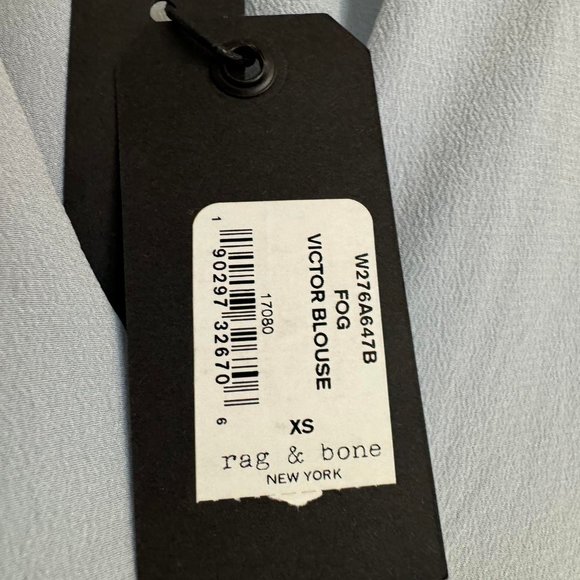 W276A647B
FOG
VICTOR BLOUSE
17080
1 90297 32670 6
XS
rag & bone
NEW YORK